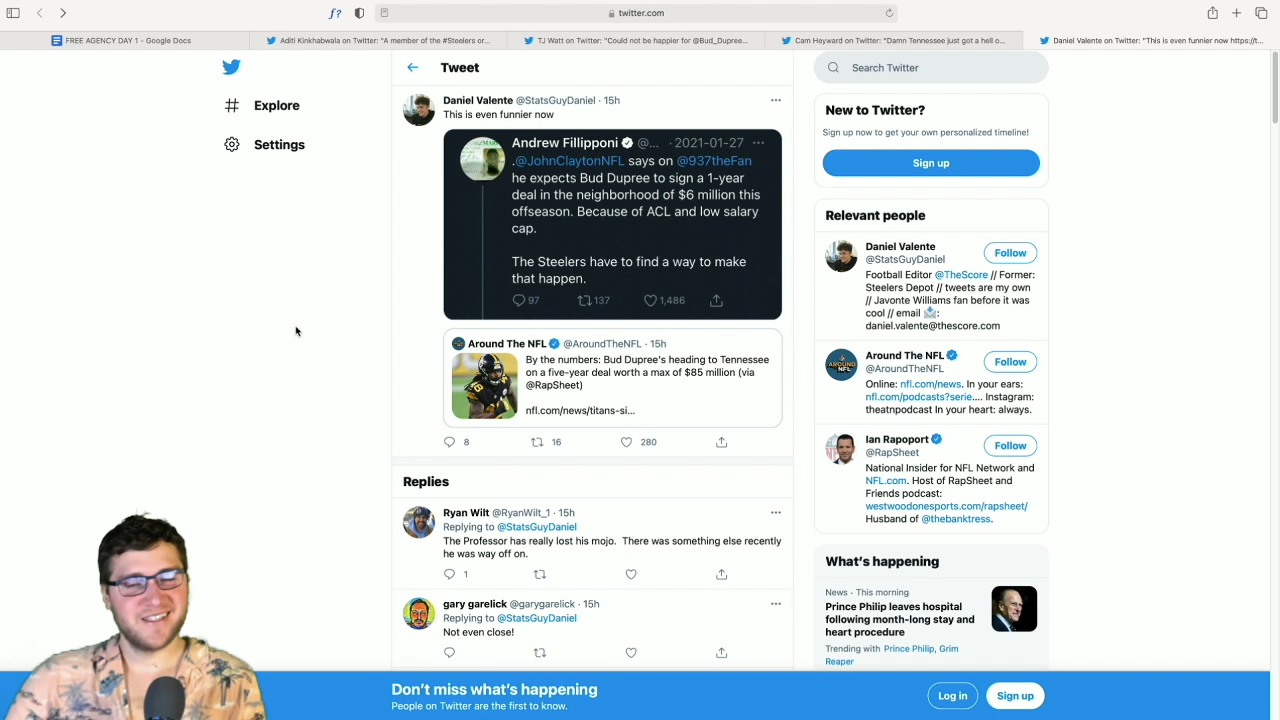 twitter.com
FREE AGENCY DAY 1 - Google Docs
Aditi Kinkhabwala on Twitter: "A member of the #Steelers or...
TJ Watt on Twitter: "Could not be happier for @Bud_Dupree...
Cam Heyward on Twitter: "Damn Tennessee just got a hell o...
Daniel Valente on Twitter: "This is even funnier now https://t...
Explore
Settings
Tweet
Daniel Valente @StatsGuyDaniel · 15h
This is even funnier now
Andrew Fillipponi @... · 2021-01-27
.@JohnClaytonNFL says on @937theFan
he expects Bud Dupree to sign a 1-year
deal in the neighborhood of $6 million this
offseason. Because of ACL and low salary
cap.
The Steelers have to find a way to make
that happen.
97 137 1,486
Around The NFL @AroundTheNFL · 15h
By the numbers: Bud Dupree's heading to Tennessee
on a five-year deal worth a max of $85 million (via
@RapSheet)
nfl.com/news/titans-si...
8 16 280
Replies
Ryan Wilt @RyanWilt_1 · 15h
Replying to @StatsGuyDaniel
The Professor has really lost his mojo. There was something else recently
he was way off on.
1
gary garelick @garygarelick · 15h
Replying to @StatsGuyDaniel
Not even close!
Search Twitter
New to Twitter?
Sign up now to get your own personalized timeline!
Sign up
Relevant people
Daniel Valente
@StatsGuyDaniel
Follow
Football Editor @TheScore // Former:
Steelers Depot // tweets are my own
// Javonte Williams fan before it was
cool // email 📩:
daniel.valente@thescore.com
Around The NFL
@AroundTheNFL
Follow
Online: nfl.com/news. In your ears:
nfl.com/podcasts?serie.... Instagram:
theatnpodcast In your heart: always.
Ian Rapoport
@RapSheet
Follow
National Insider for NFL Network and
NFL.com. Host of RapSheet and
Friends podcast:
westwoodonesports.com/rapsheet/
Husband of @thebanktress.
What's happening
News · This morning
Prince Philip leaves hospital
following month-long stay and
heart procedure
Trending with Prince Philip, Grim
Reaper
Don't miss what's happening
People on Twitter are the first to know.
Log in
Sign up